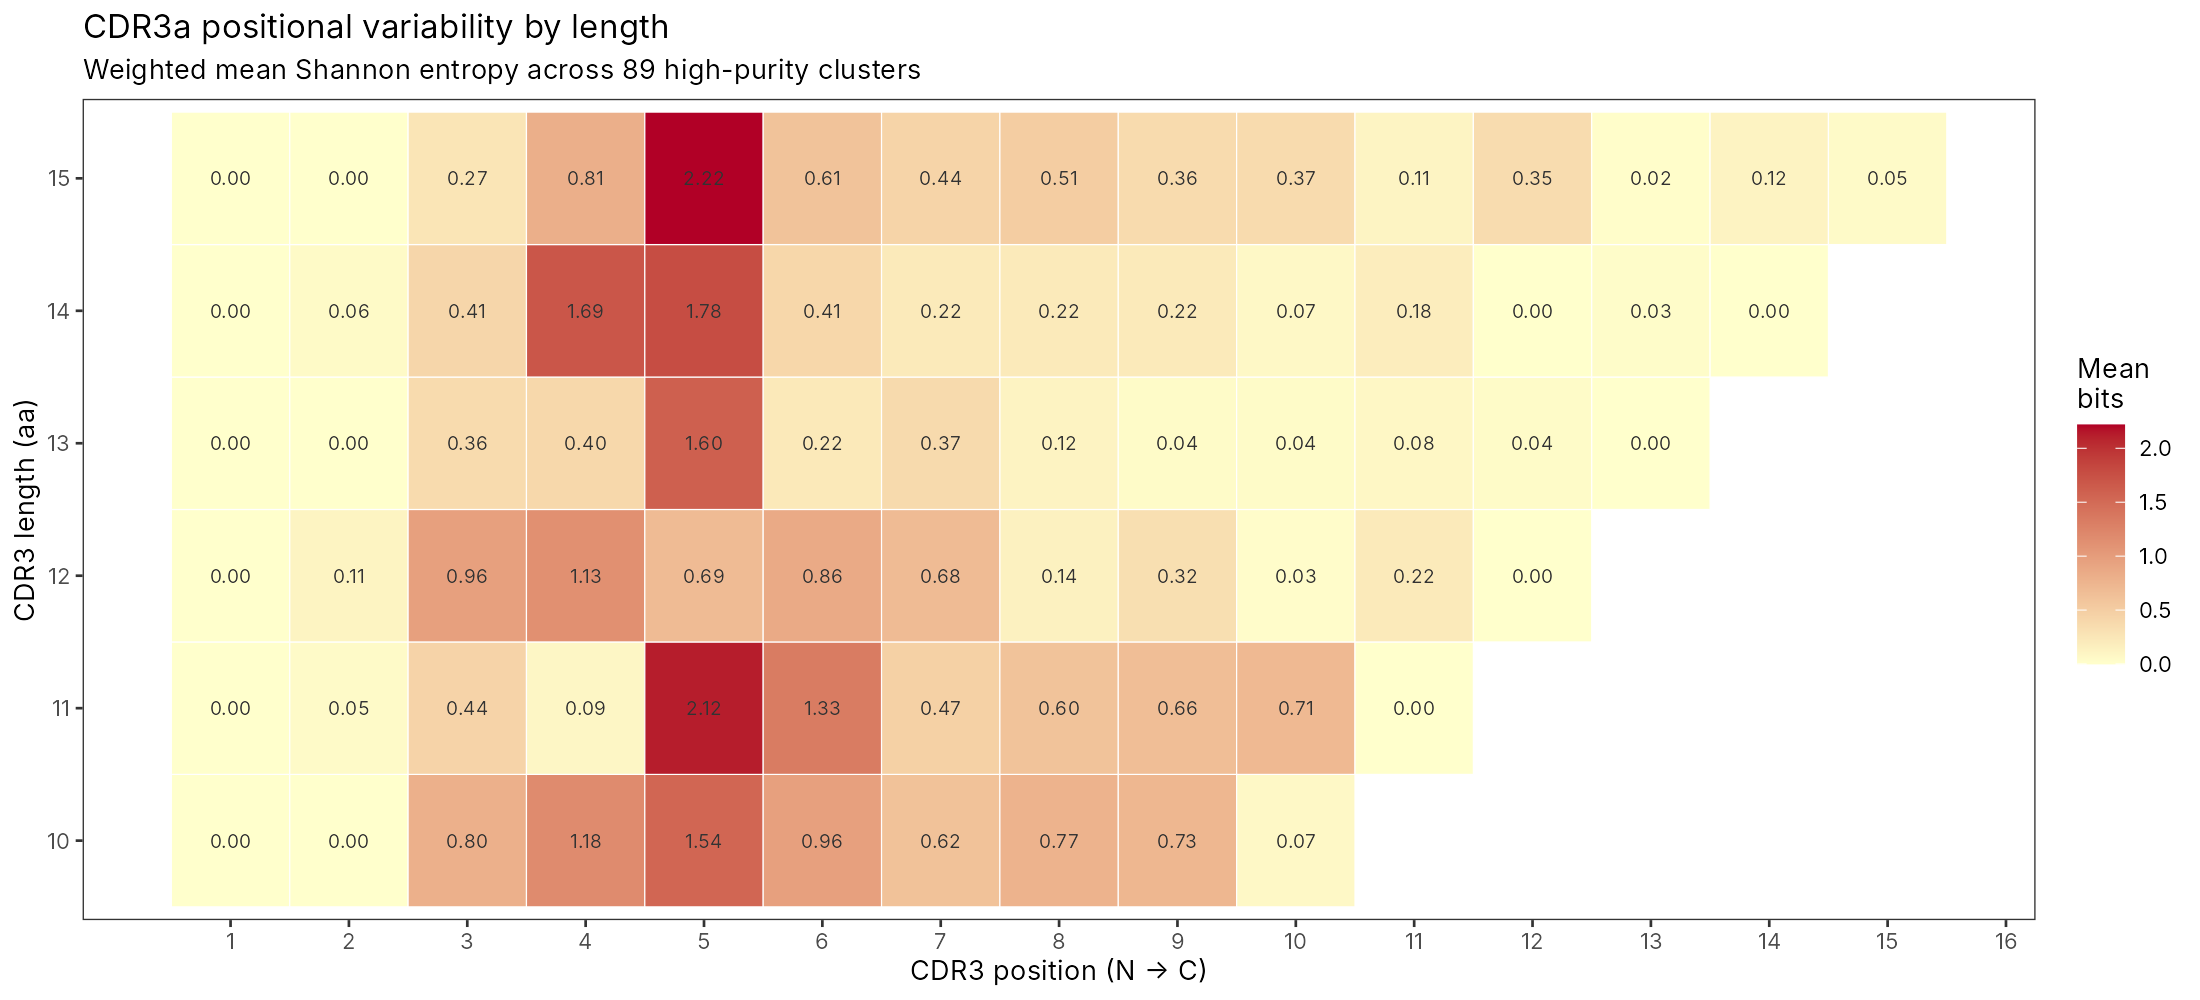 CDR3a positional variability by length
Weighted mean Shannon entropy across 89 high-purity clusters
15 0.00 0.00 0.27 0.81 2.22 0.61 0.44 0.51 0.36 0.37 0.11 0.35 0.02 0.12 0.05
14 0.00 0.06 0.41 1.69 1.78 0.41 0.22 0.22 0.22 0.07 0.18 0.00 0.03 0.00
13 0.00 0.00 0.36 0.40 1.60 0.22 0.37 0.12 0.04 0.04 0.08 0.04 0.00
12 0.00 0.11 0.96 1.13 0.69 0.86 0.68 0.14 0.32 0.03 0.22 0.00
11 0.00 0.05 0.44 0.09 2.12 1.33 0.47 0.60 0.66 0.71 0.00
10 0.00 0.00 0.80 1.18 1.54 0.96 0.62 0.77 0.73 0.07
1 2 3 4 5 6 7 8 9 10 11 12 13 14 15 16
CDR3 position (N → C)
CDR3 length (aa)
Mean
bits
2.0
1.5
1.0
0.5
0.0